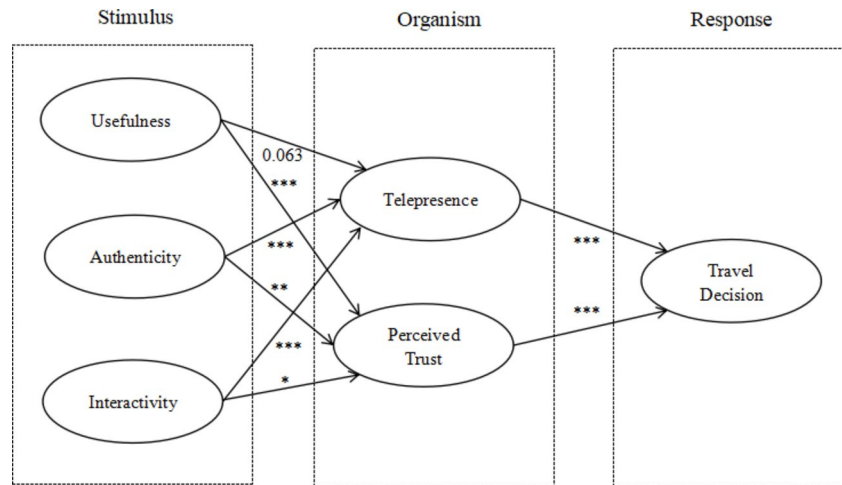 Stimulus
Organism
Response
Usefulness
0.063
***
Telepresence
Authenticity
***
**
***
Travel
Decision
***
Perceived
Trust
***
*
Interactivity